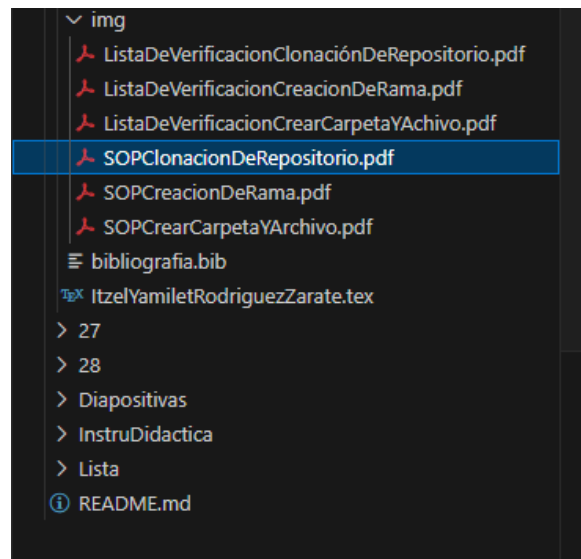 img
ListaDeVerificacionClonaciónDeRepositorio.pdf
ListaDeVerificacionCreacionDeRama.pdf
ListaDeVerificacionCrearCarpetaYAchivo.pdf
SOPClonacionDeRepositorio.pdf
SOPCreacionDeRama.pdf
SOPCrearCarpetaYArchivo.pdf
bibliografia.bib
TEX ItzelYamiletRodriguezZarate.tex
27
28
Diapositivas
InstruDidactica
Lista
README.md